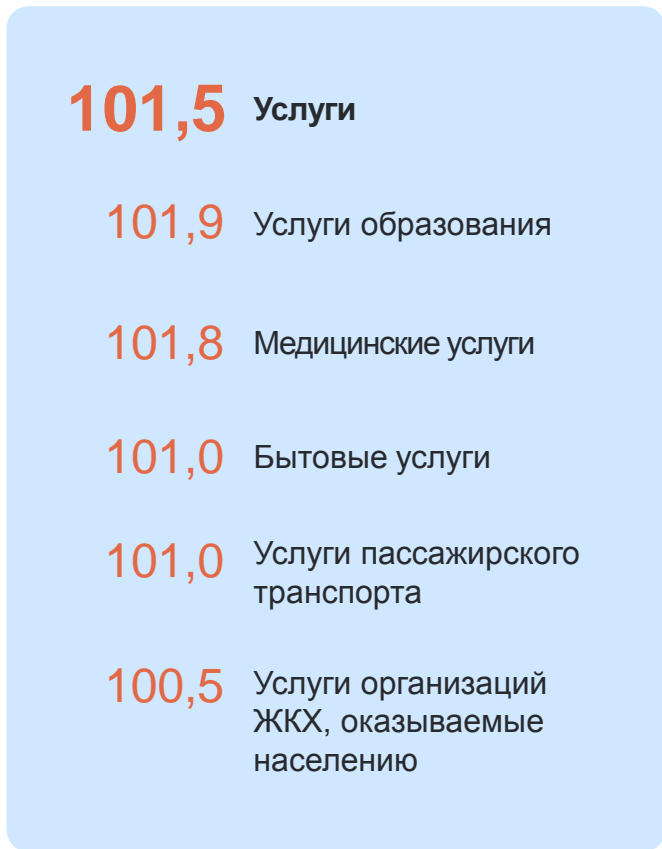 101,5 Услуги
101,9 Услуги образования
101,8 Медицинские услуги
101,0 Бытовые услуги
101,0 Услуги пассажирского
транспорта
100,5 Услуги организаций
ЖКХ, оказываемые
населению